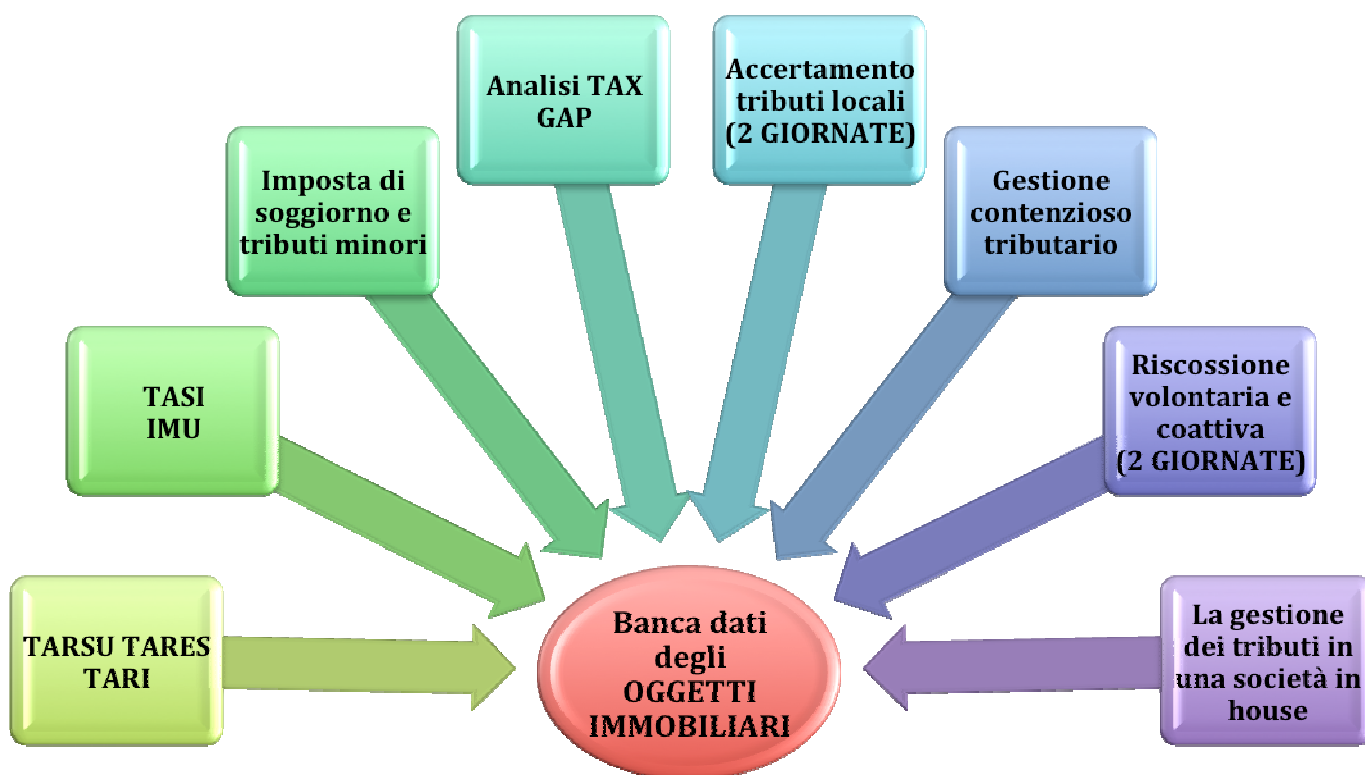 Analisi TAX
GAP
Accertamento
tributi locali
(2 GIORNATE)
Imposta di
soggiorno e
tributi minori
Gestione
contenzioso
tributario
TASI
IMU
Riscossione
volontaria e
coattiva
(2 GIORNATE)
TARSU TARES
TARI
Banca dati
degli
OGGETTI
IMMOBILIARI
La gestione
dei tributi in
una società in
house